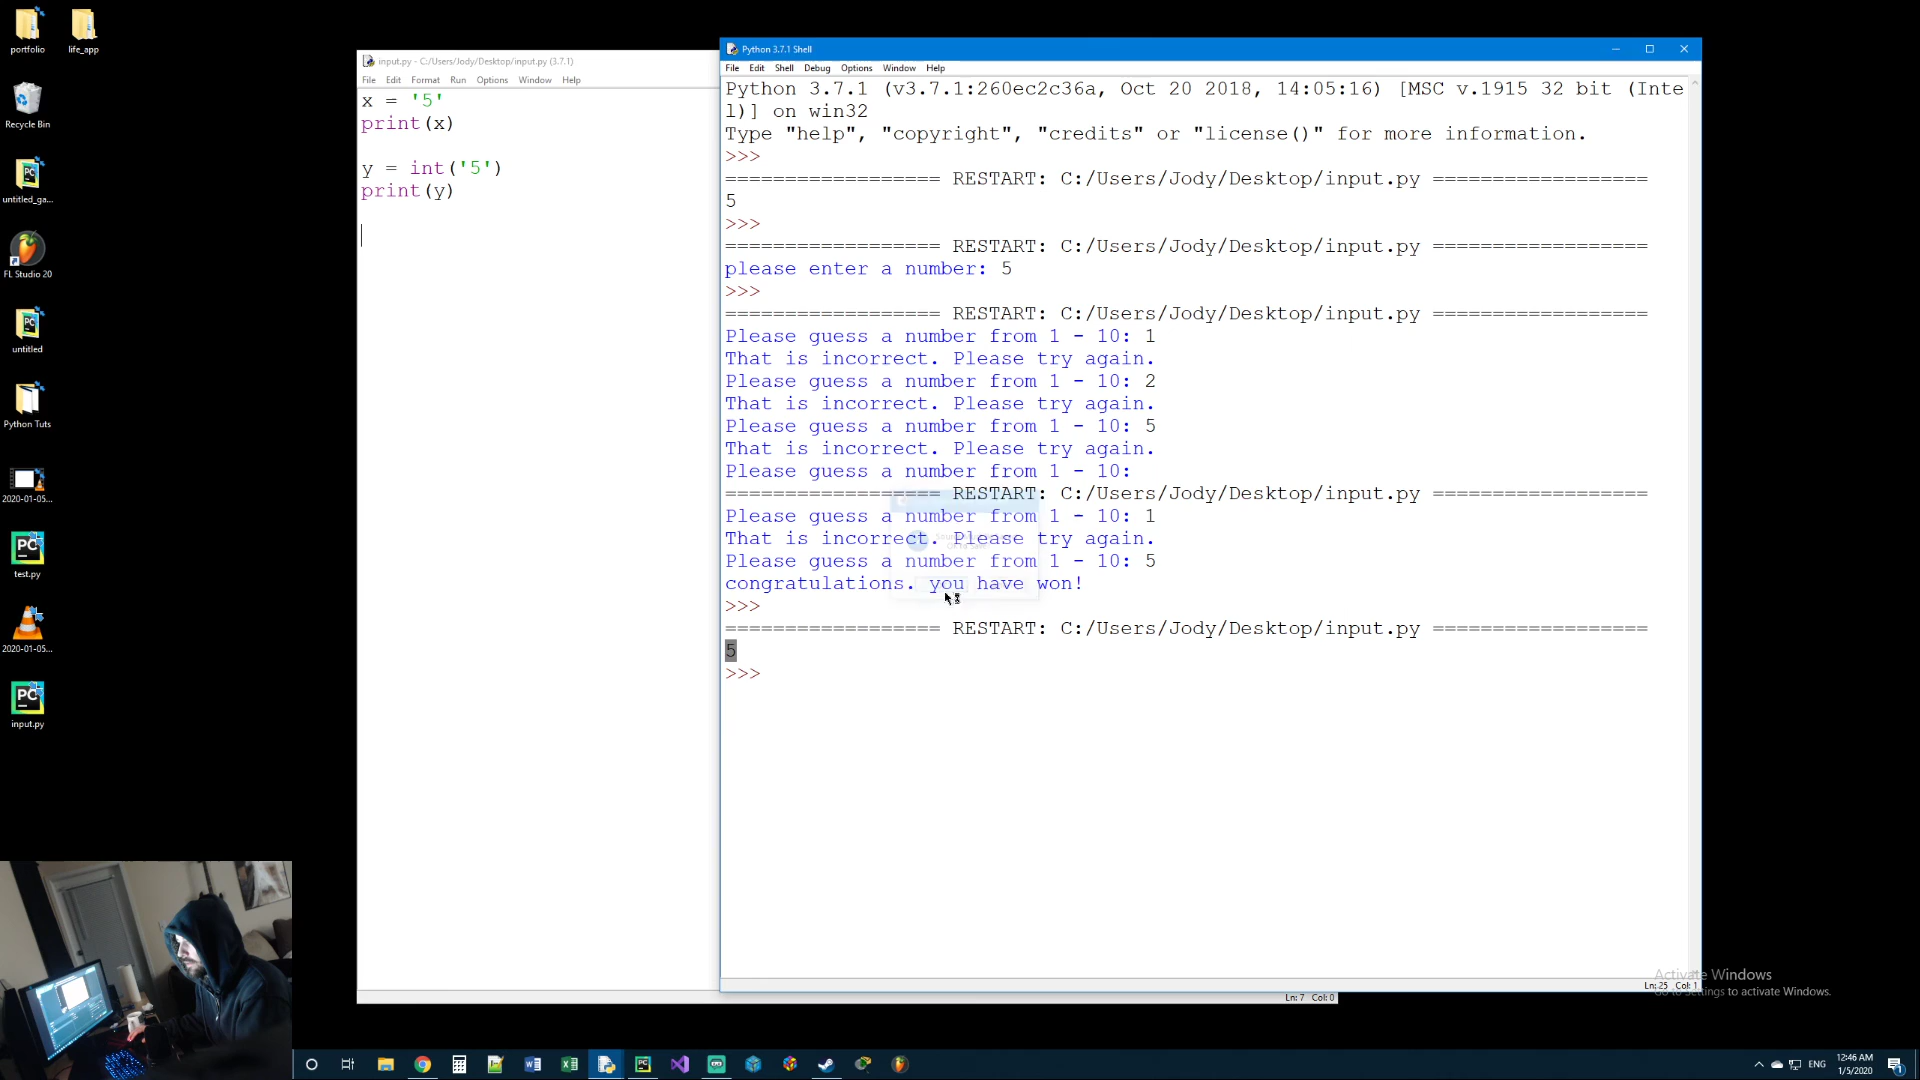 portfolio
life_app
Recycle Bin
untitled_ga...
FL Studio 20
untitled
Python Tuts
2020-01-05...
test.py
2020-01-05...
input.py
input.py - C:/Users/Jody/Desktop/input.py (3.7.1)
File Edit Format Run Options Window Help
x = '5'
print(x)
y = int('5')
print(y)
Ln: 7 Col: 0
Python 3.7.1 Shell
File Edit Shell Debug Options Window Help
Python 3.7.1 (v3.7.1:260ec2c36a, Oct 20 2018, 14:05:16) [MSC v.1915 32 bit (Inte
l)] on win32
Type "help", "copyright", "credits" or "license()" for more information.
>>>
================== RESTART: C:/Users/Jody/Desktop/input.py ==================
5
>>>
================== RESTART: C:/Users/Jody/Desktop/input.py ==================
please enter a number: 5
>>>
================== RESTART: C:/Users/Jody/Desktop/input.py ==================
Please guess a number from 1 - 10: 1
That is incorrect. Please try again.
Please guess a number from 1 - 10: 2
That is incorrect. Please try again.
Please guess a number from 1 - 10: 5
That is incorrect. Please try again.
Please guess a number from 1 - 10:
================== RESTART: C:/Users/Jody/Desktop/input.py ==================
Please guess a number from 1 - 10: 1
That is incorrect. Please try again.
Please guess a number from 1 - 10: 5
congratulations. you have won!
>>>
================== RESTART: C:/Users/Jody/Desktop/input.py ==================
5
>>>
Ln: 25 Col: 1
Activate Windows
Go to Settings to activate Windows.
ENG
12:46 AM
1/5/2020